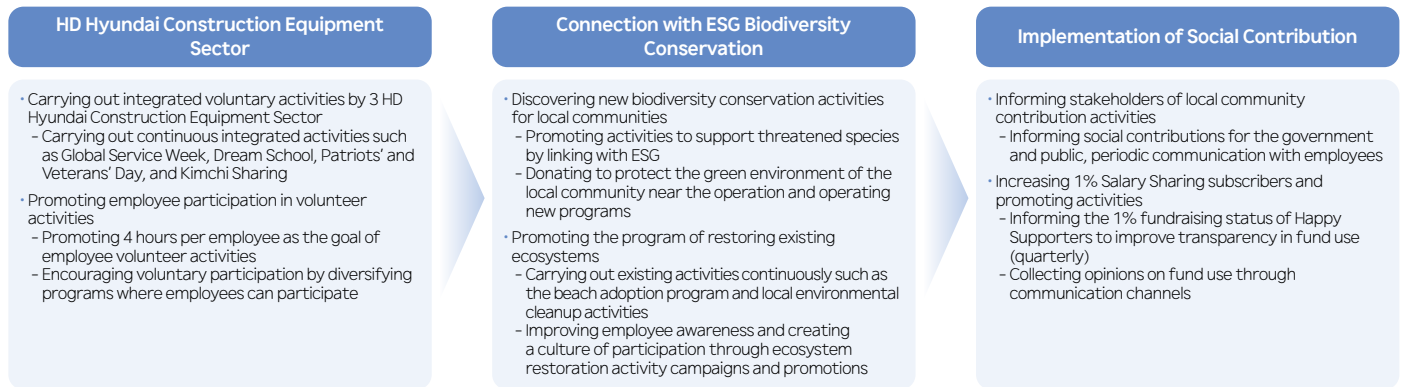 HD Hyundai Construction Equipment
Sector
· Carrying out integrated voluntary activities by 3 HD
Hyundai Construction Equipment Sector
- Carrying out continuous integrated activities such
as Global Service Week, Dream School, Patriots’ and
Veterans’ Day, and Kimchi Sharing
· Promoting employee participation in volunteer
activities
- Promoting 4 hours per employee as the goal of
employee volunteer activities
- Encouraging voluntary participation by diversifying
programs where employees can participate
Connection with ESG Biodiversity
Conservation
· Discovering new biodiversity conservation activities
for local communities
- Promoting activities to support threatened species
by linking with ESG
- Donating to protect the green environment of the
local community near the operation and operating
new programs
· Promoting the program of restoring existing
ecosystems
- Carrying out existing activities continuously such as
the beach adoption program and local environmental
cleanup activities
- Improving employee awareness and creating
a culture of participation through ecosystem
restoration activity campaigns and promotions
Implementation of Social Contribution
· Informing stakeholders of local community
contribution activities
- Informing social contributions for the government
and public, periodic communication with employees
· Increasing 1% Salary Sharing subscribers and
promoting activities
- Informing the 1% fundraising status of Happy
Supporters to improve transparency in fund use
(quarterly)
- Collecting opinions on fund use through
communication channels